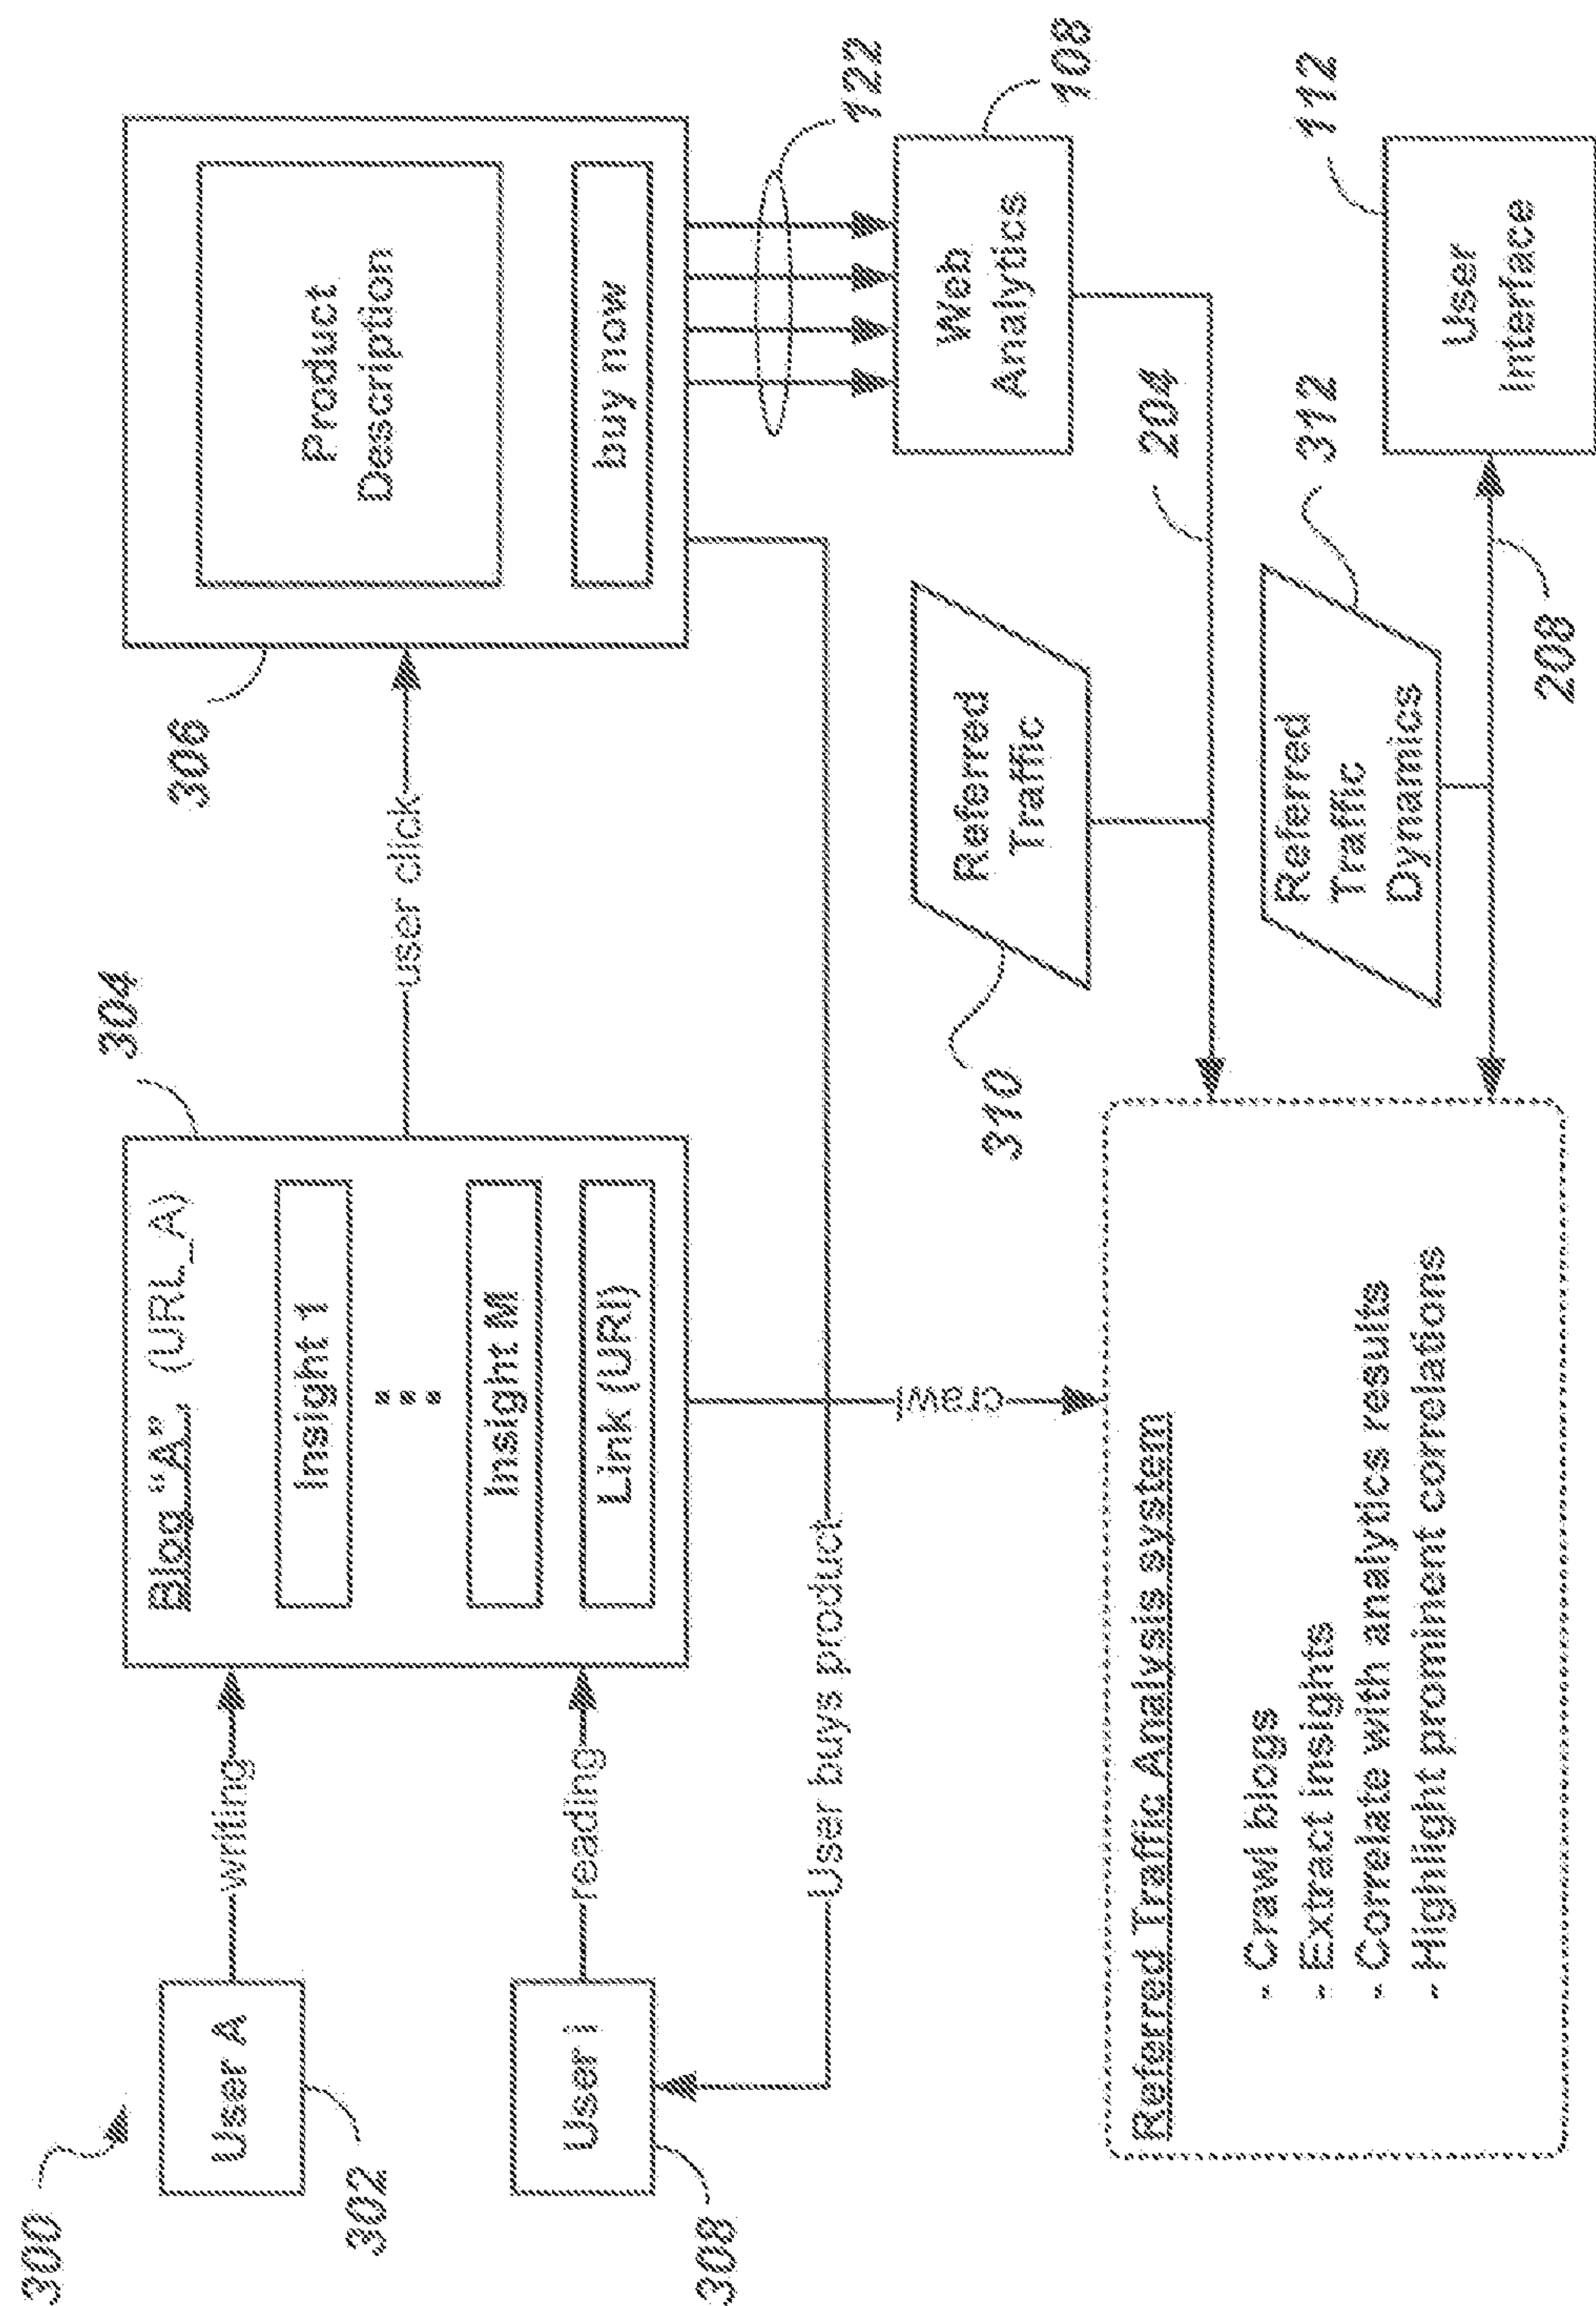 300
User A
302
writing
User i
308
reading
Blog "A", (URL_A)
Insight 1
...
Insight M
Link (URI)
304
user click
306
Product
Description
buy now
User buys product
crawl
122
Web
Analytics
108
204
Referred
Traffic
310
Referred Traffic Analysis system
- Crawl blogs
- Extract insights
- Correlate with analytics results
- Highlight prominent correlations
Referred
Traffic
Dynamics
312
208
User
Interface
112